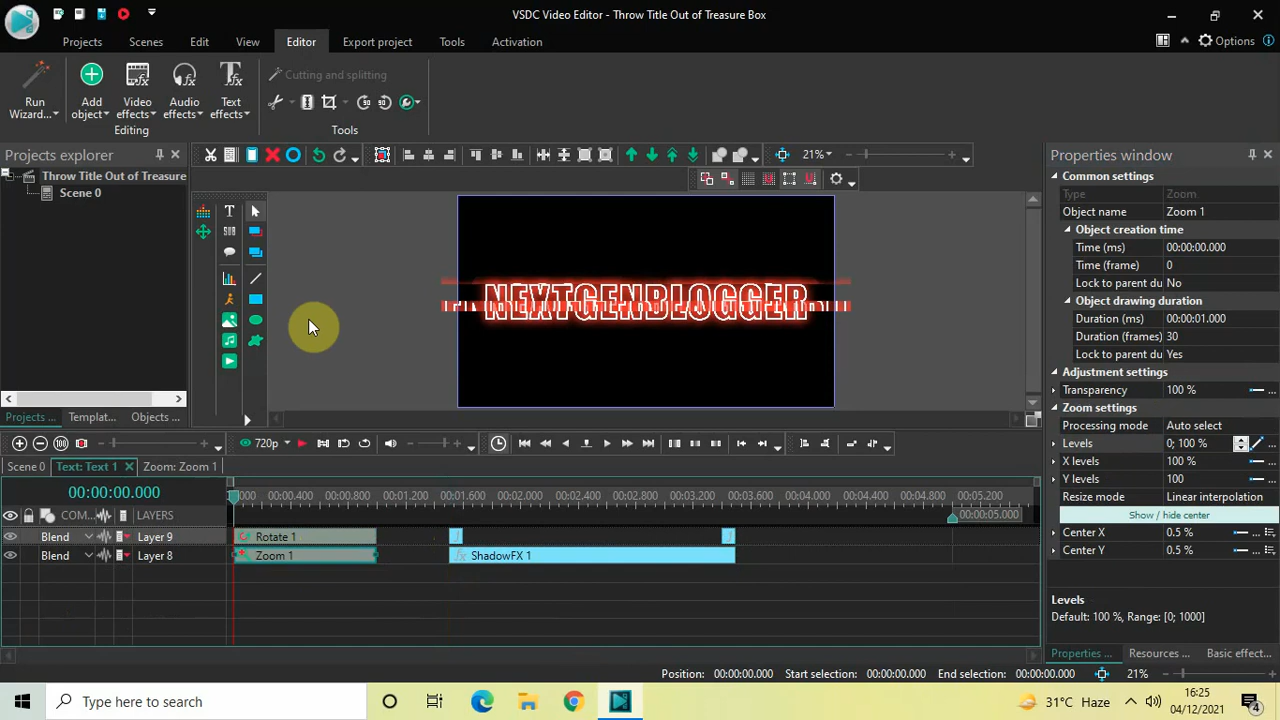 VSDC Video Editor - Throw Title Out of Treasure Box
Projects Scenes Edit View Editor Export project Tools Activation Options
Run Wizard...
Add object
Video effects
Audio effects
Text effects
Cutting and splitting
Editing
Tools
Projects explorer
21%
Properties window
Throw Title Out of Treasure
Scene 0
T
SUB
NEXTGENBLOGGER
Common settings
Type Zoom
Object name Zoom 1
Object creation time
Time (ms) 00:00:00.000
Time (frame) 0
Lock to parent du No
Object drawing duration
Duration (ms) 00:00:01.000
Duration (frames) 30
Lock to parent du Yes
Adjustment settings
Transparency 100 %
Zoom settings
Processing mode Auto select
Levels 0; 100 %
X levels 100 %
Y levels 100
Resize mode Linear interpolation
Show / hide center
Center X 0.5 %
Center Y 0.5 %
Levels
Default: 100 %, Range: [0; 1000]
Properties ... Resources ... Basic effect...
Projects ... Templat... Objects ...
720p
Scene 0 Text: Text 1 Zoom: Zoom 1
00:00:00.000
000 00:00.400 00:00.800 00:01.200 00:01.600 00:02.000 00:02.400 00:02.800 00:03.200 00:03.600 00:04.000 00:04.400 00:04.800 00:05.200
COM... LAYERS
00:00:05.000
Blend Layer 9 Rotate 1
Blend Layer 8 Zoom 1 ShadowFX 1
Position: 00:00:00.000 Start selection: 00:00:00.000 End selection: 00:00:00.000 21%
Type here to search
31°C Haze
16:25
04/12/2021
4